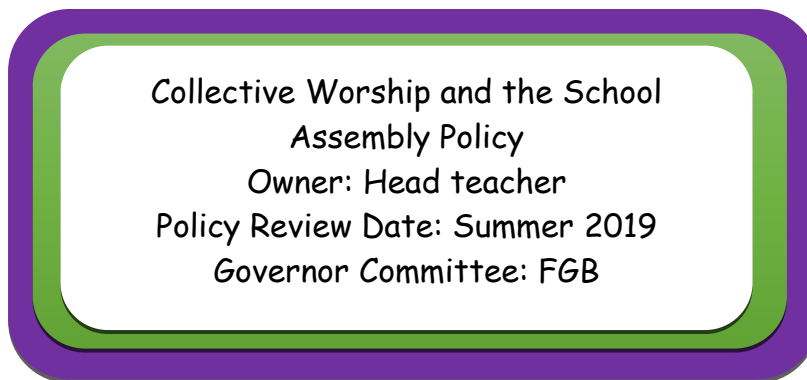 Collective Worship and the School
Assembly Policy
Owner: Head teacher
Policy Review Date: Summer 2019
Governor Committee: FGB